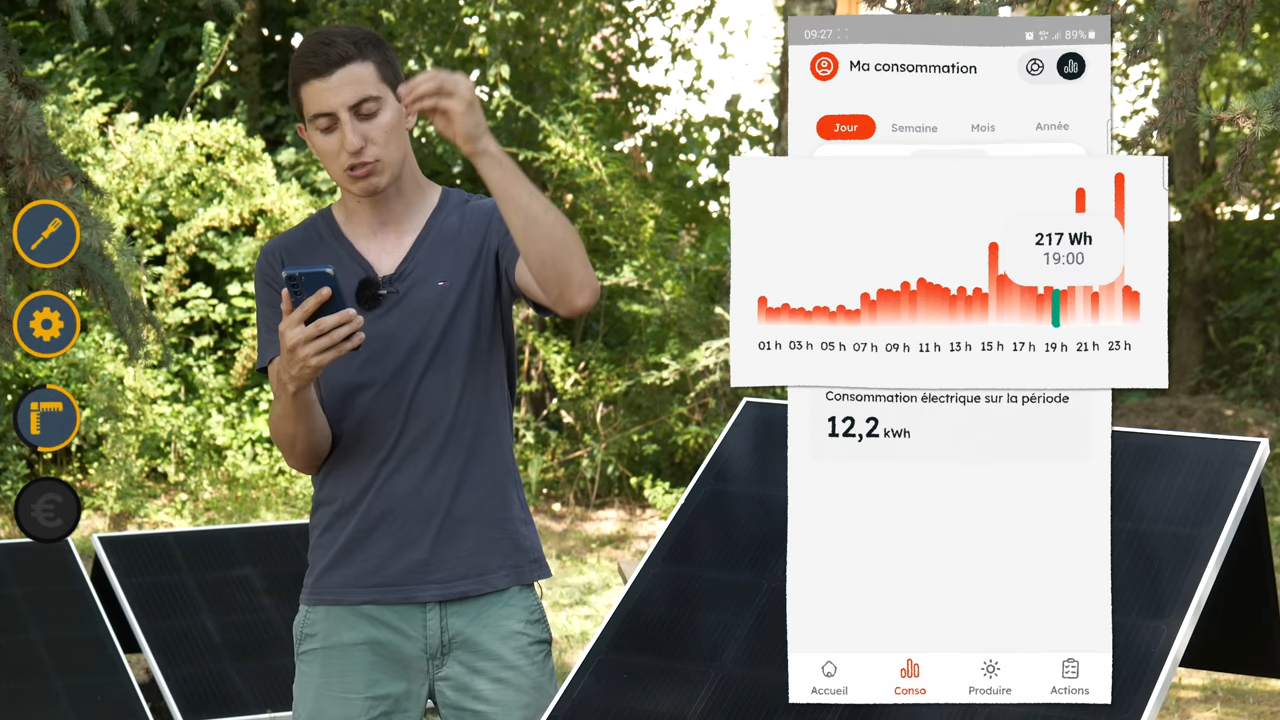 09:27
89%
Ma consommation
Jour Semaine Mois Année
217 Wh
19:00
01 h 03 h 05 h 07 h 09 h 11 h 13 h 15 h 17 h 19 h 21 h 23 h
Consommation électrique sur la période
12,2 kWh
Accueil Conso Produire Actions
€